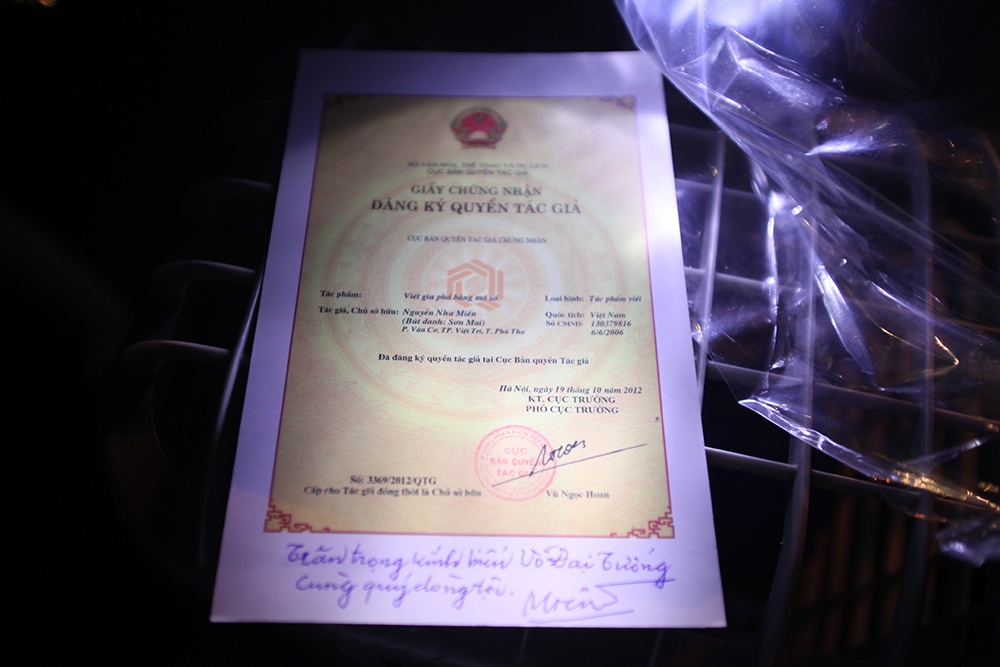 BỘ VĂN HÓA, THỂ THAO VÀ DU LỊCH
CỤC BẢN QUYỀN TÁC GIẢ
GIẤY CHỨNG NHẬN
ĐĂNG KÝ QUYỀN TÁC GIẢ
CỤC BẢN QUYỀN TÁC GIẢ CHỨNG NHẬN
Tác phẩm: Viết gia phả bằng mã số Loại hình: Tác phẩm viết
Tác giả, Chủ sở hữu: Nguyễn Như Miến Quốc tịch: Việt Nam
(Bút danh: Sơn Mai) Số CMND: 130379816
P. Vân Cơ, TP. Việt Trì, T. Phú Thọ 6/6/2006
Đã đăng ký quyền tác giả tại Cục Bản quyền Tác giả
Hà Nội, ngày 19 tháng 10 năm 2012
KT. CỤC TRƯỞNG
PHÓ CỤC TRƯỞNG
CỤC
BẢN QUYỀN
TÁC GIẢ
Số: 3369/2012/QTG
Cấp cho Tác giả đồng thời là Chủ sở hữu Vũ Ngọc Hoan
Trân trọng kính biếu Võ Đại Tướng
Cùng quý dòng tộc.